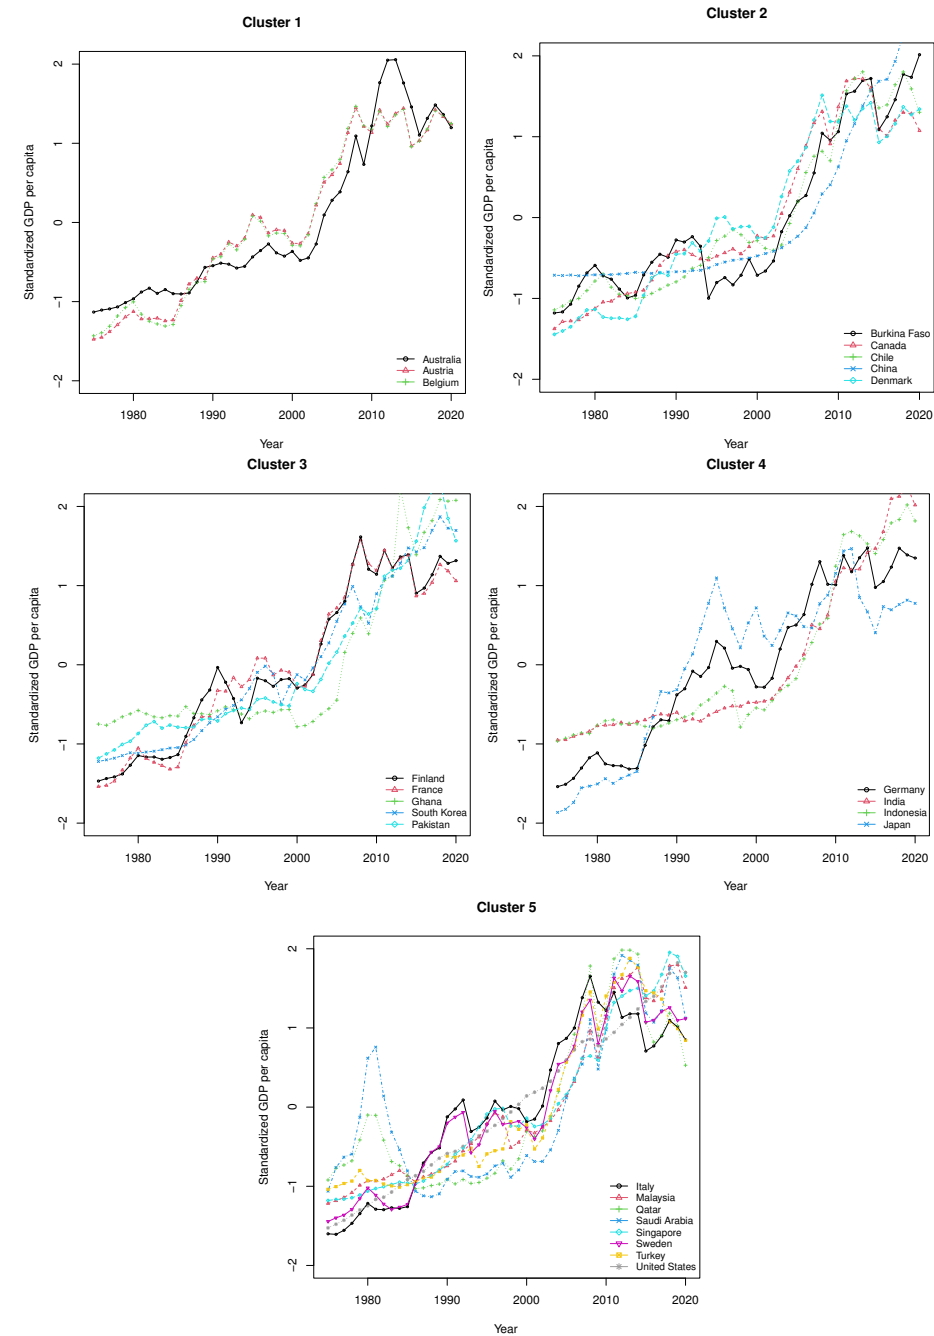 Cluster 1
Standardized GDP per capita
2
1
0
−1
−2
Australia
Austria
Belgium
1980 1990 2000 2010 2020
Year
Cluster 2
Standardized GDP per capita
2
1
0
−1
−2
Burkina Faso
Canada
Chile
China
Denmark
1980 1990 2000 2010 2020
Year
Cluster 3
Standardized GDP per capita
2
1
0
−1
−2
Finland
France
Ghana
South Korea
Pakistan
1980 1990 2000 2010 2020
Year
Cluster 4
Standardized GDP per capita
2
1
0
−1
−2
Germany
India
Indonesia
Japan
1980 1990 2000 2010 2020
Year
Cluster 5
Standardized GDP per capita
2
1
0
−1
−2
Italy
Malaysia
Qatar
Saudi Arabia
Singapore
Sweden
Turkey
United States
1980 1990 2000 2010 2020
Year